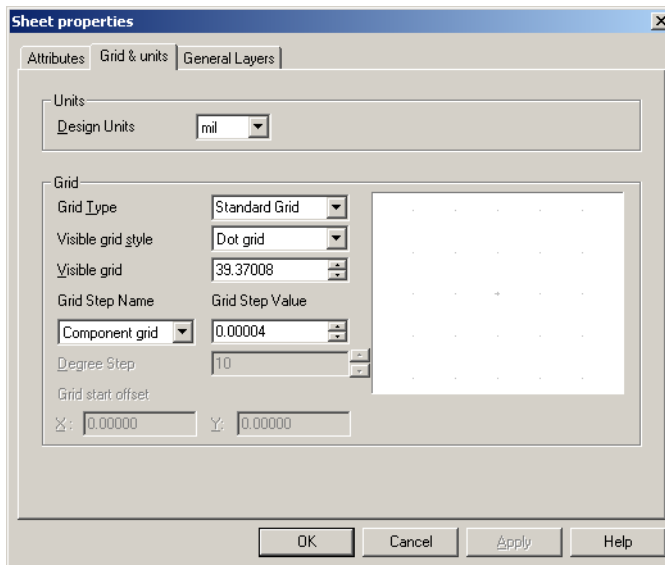 Sheet properties
Attributes Grid & units General Layers
Units
Design Units mil
Grid
Grid Type Standard Grid
Visible grid style Dot grid
Visible grid 39.37008
Grid Step Name Grid Step Value
Component grid 0.00004
Degree Step 10
Grid start offset
X: 0.00000 Y: 0.00000
OK Cancel Apply Help